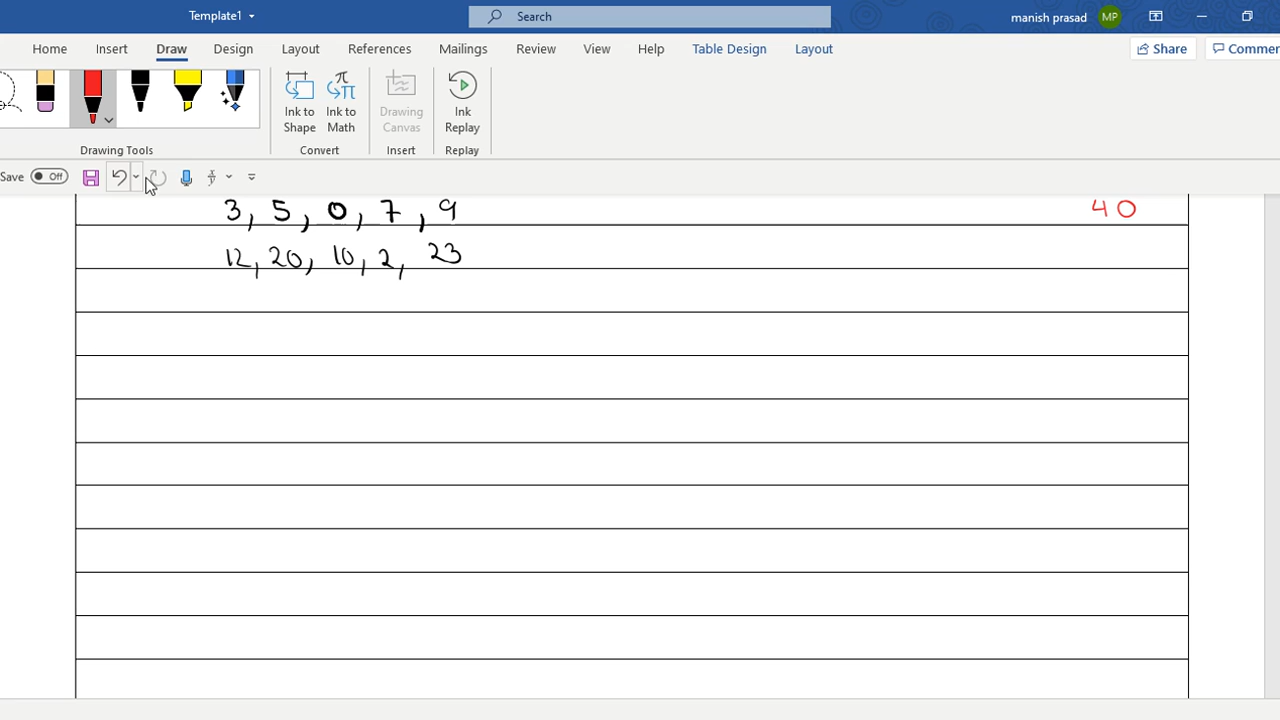 Template1
Search
manish prasad
MP
Home Insert Draw Design Layout References Mailings Review View Help Table Design Layout
Share
Commer
Ink to Shape
Ink to Math
Drawing Canvas
Ink Replay
Drawing Tools
Convert
Insert
Replay
Save Off
3, 5, 0, 7, 9
40
12, 20, 10, 2, 23